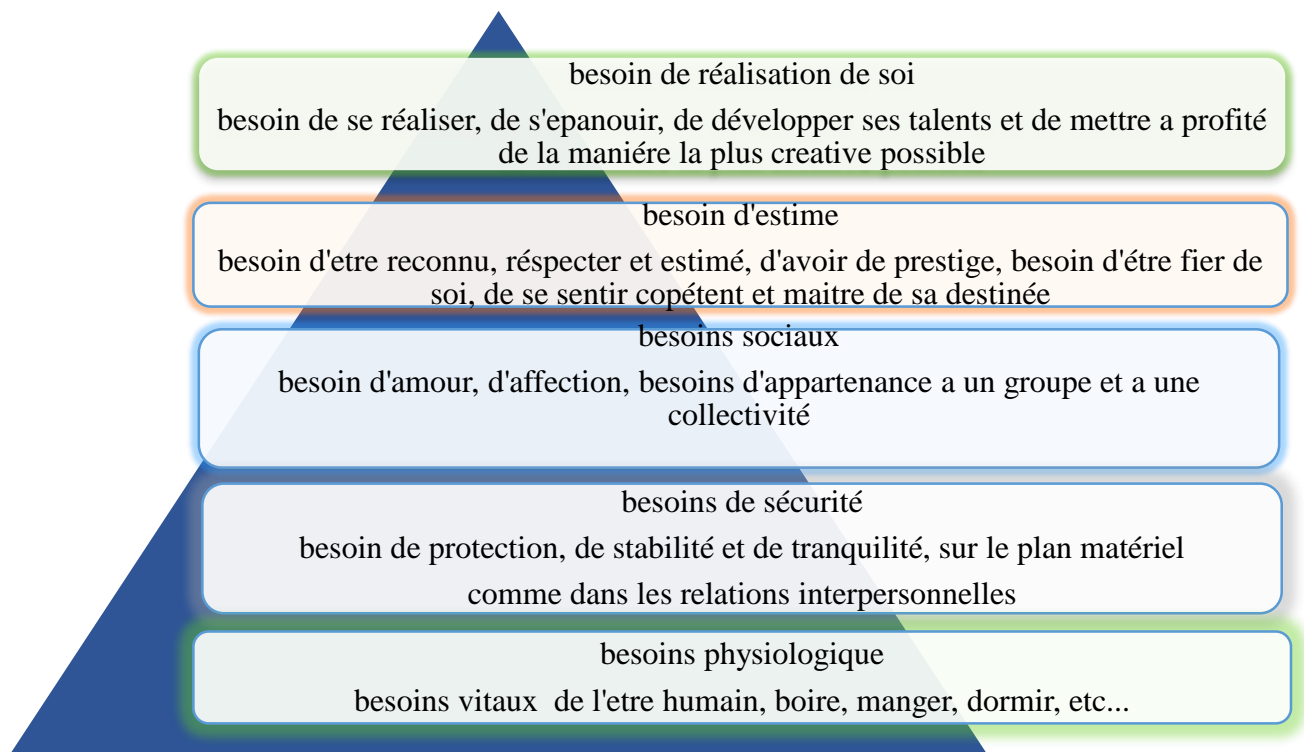 besoin de réalisation de soi
besoin de se réaliser, de s'epanouir, de développer ses talents et de mettre a profité
de la maniére la plus creative possible
besoin d'estime
besoin d'etre reconnu, réspecter et estimé, d'avoir de prestige, besoin d'étre fier de
soi, de se sentir copétent et maitre de sa destinée
besoins sociaux
besoin d'amour, d'affection, besoins d'appartenance a un groupe et a une
collectivité
besoins de sécurité
besoin de protection, de stabilité et de tranquilité, sur le plan matériel
comme dans les relations interpersonnelles
besoins physiologique
besoins vitaux  de l'etre humain, boire, manger, dormir, etc...